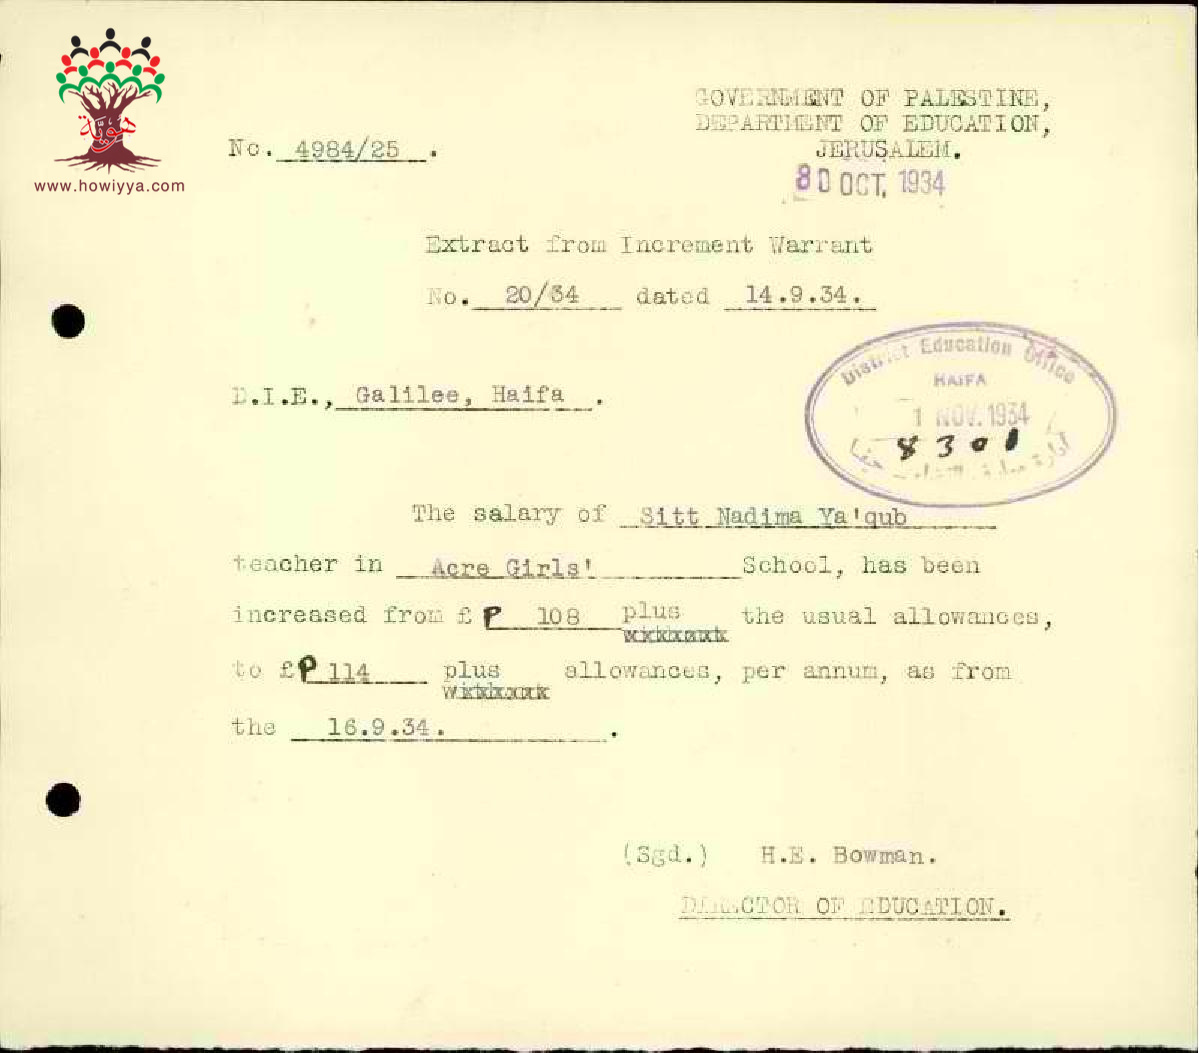 هويّة
www.howiyya.com
GOVERNMENT OF PALESTINE,
DEPARTMENT OF EDUCATION,
JERUSALEM.
No. 4984/25 .
OCT. 1934
Extract from Increment Warrant
No. 20/34 dated 14.9.34.
District Education Office
HAIFA
1 NOV. 1934
8301
حيفا
D.I.E., Galilee, Haifa .
The salary of Sitt Nadima Ya'qub
teacher in Acre Girls' School, has been
increased from £P 108 plus the usual allowances,
to £P 114 plus allowances, per annum, as from
the 16.9.34. .
(Sgd.) H.E. Bowman.
DIRECTOR OF EDUCATION.